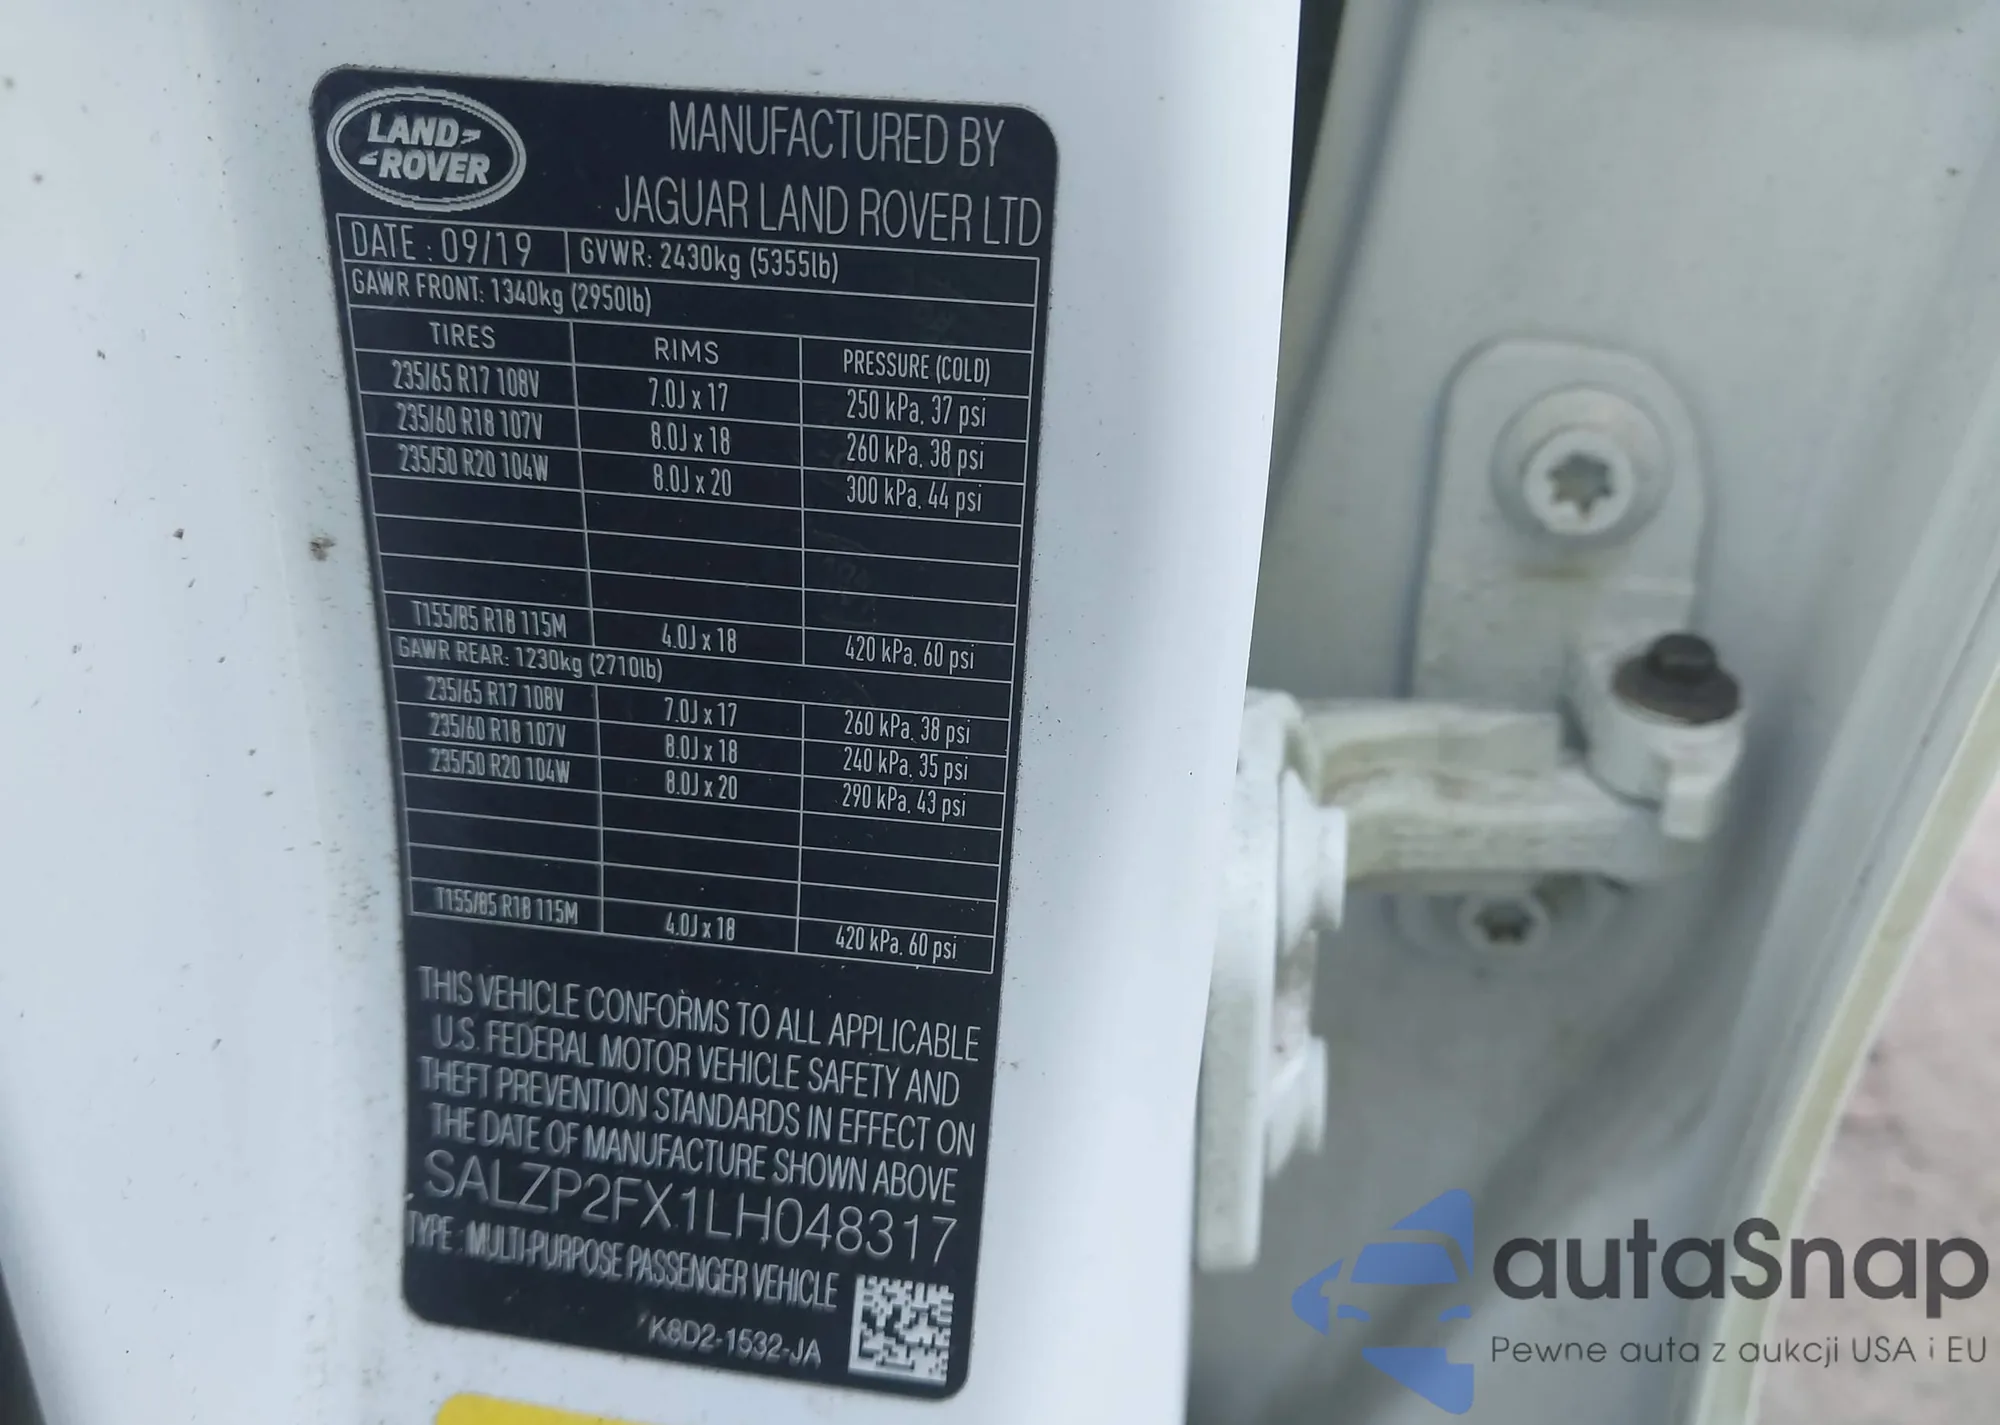 LAND-
-ROVER
MANUFACTURED BY
JAGUAR LAND ROVER LTD
DATE : 09/19 GVWR: 2430kg (5355lb)
GAWR FRONT: 1340kg (2950lb)
TIRES RIMS PRESSURE (COLD)
235/65 R17 108V 7.0J x 17 250 kPa, 37 psi
235/60 R18 107V 8.0J x 18 260 kPa, 38 psi
235/50 R20 104W 8.0J x 20 300 kPa, 44 psi
T155/85 R18 115M 4.0J x 18 420 kPa, 60 psi
GAWR REAR: 1230kg (2710lb)
235/65 R17 108V 7.0J x 17 260 kPa, 38 psi
235/60 R18 107V 8.0J x 18 240 kPa, 35 psi
235/50 R20 104W 8.0J x 20 290 kPa, 43 psi
T155/85 R18 115M 4.0J x 18 420 kPa, 60 psi
THIS VEHICLE CONFORMS TO ALL APPLICABLE
U.S. FEDERAL MOTOR VEHICLE SAFETY AND
THEFT PREVENTION STANDARDS IN EFFECT ON
THE DATE OF MANUFACTURE SHOWN ABOVE
SALZP2FX1LH048317
TYPE : MULTI-PURPOSE PASSENGER VEHICLE
K8D2-1532-JA
autaSnap
Pewne auta z aukcji USA i EU